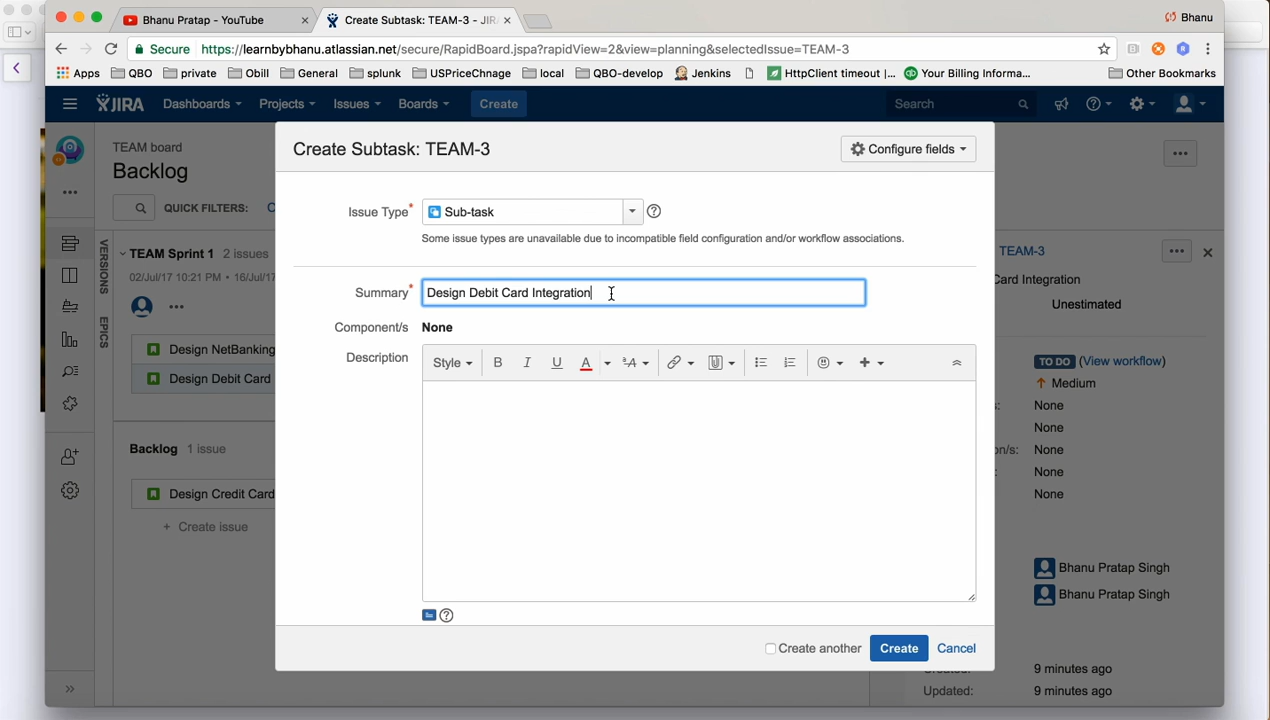 Bhanu Pratap - YouTube
Create Subtask: TEAM-3 - JIR
Bhanu
Secure
https://learnbybhanu.atlassian.net/secure/RapidBoard.jspa?rapidView=2&view=planning&selectedIssue=TEAM-3
Apps QBO private Obill General splunk USPriceChnage local QBO-develop Jenkins HttpClient timeout |... Your Billing Informa... Other Bookmarks
JIRA Dashboards Projects Issues Boards Create Search
TEAM board
Backlog
QUICK FILTERS:
VERSIONS
EPICS
TEAM Sprint 1 2 issues
02/Jul/17 10:21 PM • 16/Jul/1
Design NetBanking
Design Debit Card
Backlog 1 issue
Design Credit Card
+ Create issue
Create Subtask: TEAM-3
Configure fields
Issue Type* Sub-task
Some issue types are unavailable due to incompatible field configuration and/or workflow associations.
Summary* Design Debit Card Integration
Component/s None
Description
Style B I U A
Create another Create Cancel
TEAM-3
Card Integration
Unestimated
TO DO (View workflow)
Medium
None
None
None
None
None
Bhanu Pratap Singh
Bhanu Pratap Singh
9 minutes ago
Updated: 9 minutes ago